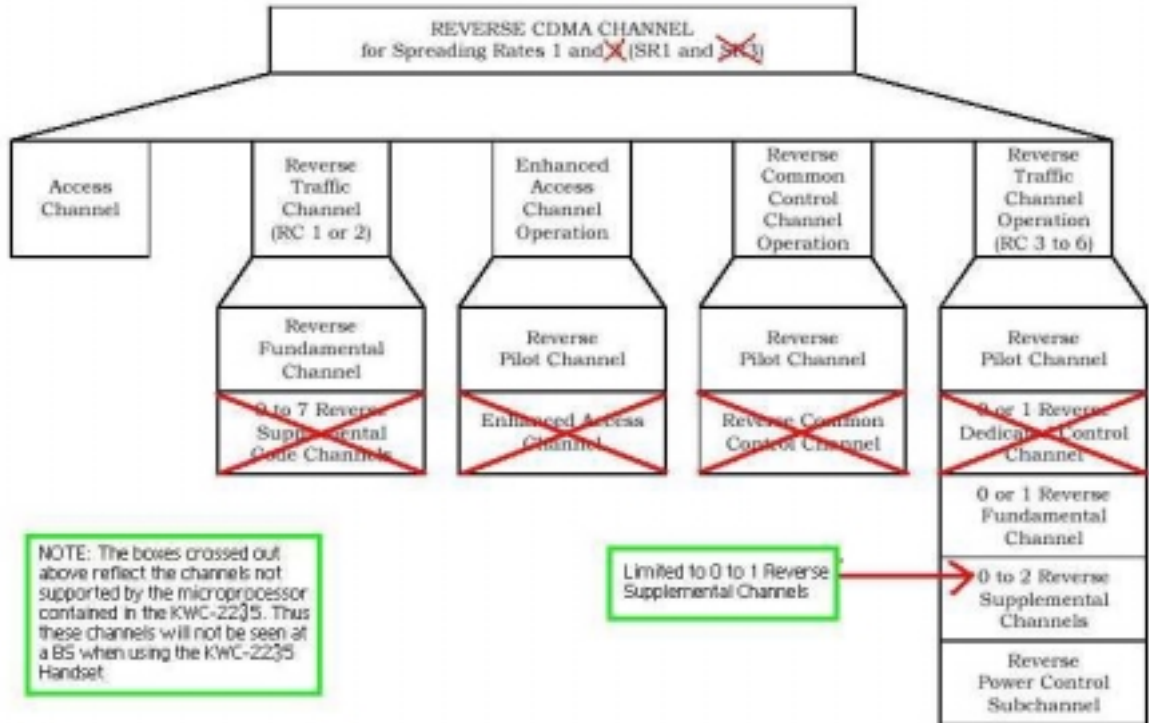 REVERSE CDMA CHANNEL
for Spreading Rates 1 and 3 (SR1 and SR3)
Access
Channel
Reverse
Traffic
Channel
(RC 1 or 2)
Enhanced
Access
Channel
Operation
Reverse
Common
Control
Channel
Operation
Reverse
Traffic
Channel
Operation
(RC 3 to 6)
Reverse
Fundamental
Channel
Reverse
Pilot Channel
Reverse
Pilot Channel
Reverse
Pilot Channel
0 to 7 Reverse
Supplemental
Code Channels
Enhanced Access
Channel
Reverse Common
Control Channel
0 or 1 Reverse
Dedicated Control
Channel
0 or 1 Reverse
Fundamental
Channel
NOTE: The boxes crossed out
above reflect the channels not
supported by the microprocessor
contained in the KWC-2235. Thus
these channels will not be seen at
a BS when using the KWC-2235
Handset
Limited to 0 to 1 Reverse
Supplemental Channels
0 to 2 Reverse
Supplemental
Channels
Reverse
Power Control
Subchannel